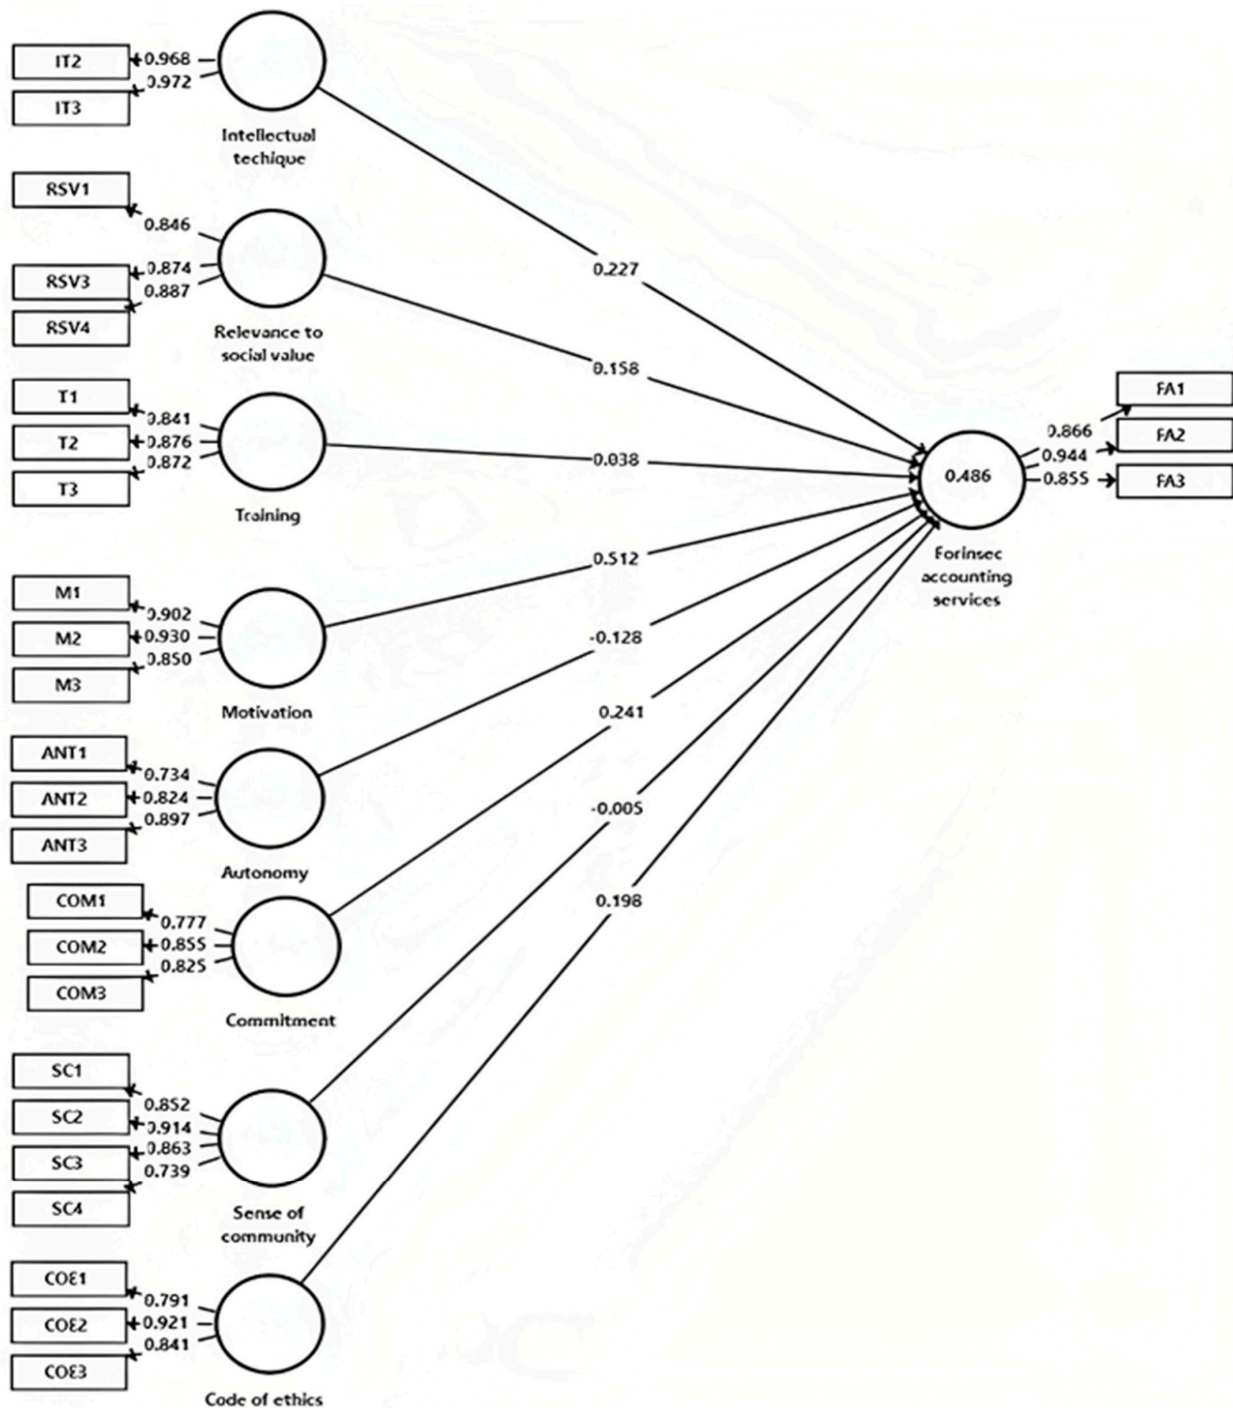 IT2
0.968
0.972
IT3
Intellectual
techique
RSV1
0.846
RSV3
0.874
0.887
RSV4
Relevance to
social value
T1
0.841
T2
0.876
0.872
T3
Training
M1
0.902
M2
0.930
0.850
M3
Motivation
ANT1
0.734
ANT2
0.824
0.897
ANT3
Autonomy
COM1
0.777
COM2
0.855
0.825
COM3
Commitment
SC1
0.852
SC2
0.914
SC3
0.863
0.739
SC4
Sense of
community
COE1
0.791
COE2
0.921
0.841
COE3
Code of ethics
0.227
0.158
0.038
0.512
-0.128
0.241
-0.005
0.198
0.486
Forinsec
accounting
services
FA1
0.866
FA2
0.944
0.855
FA3